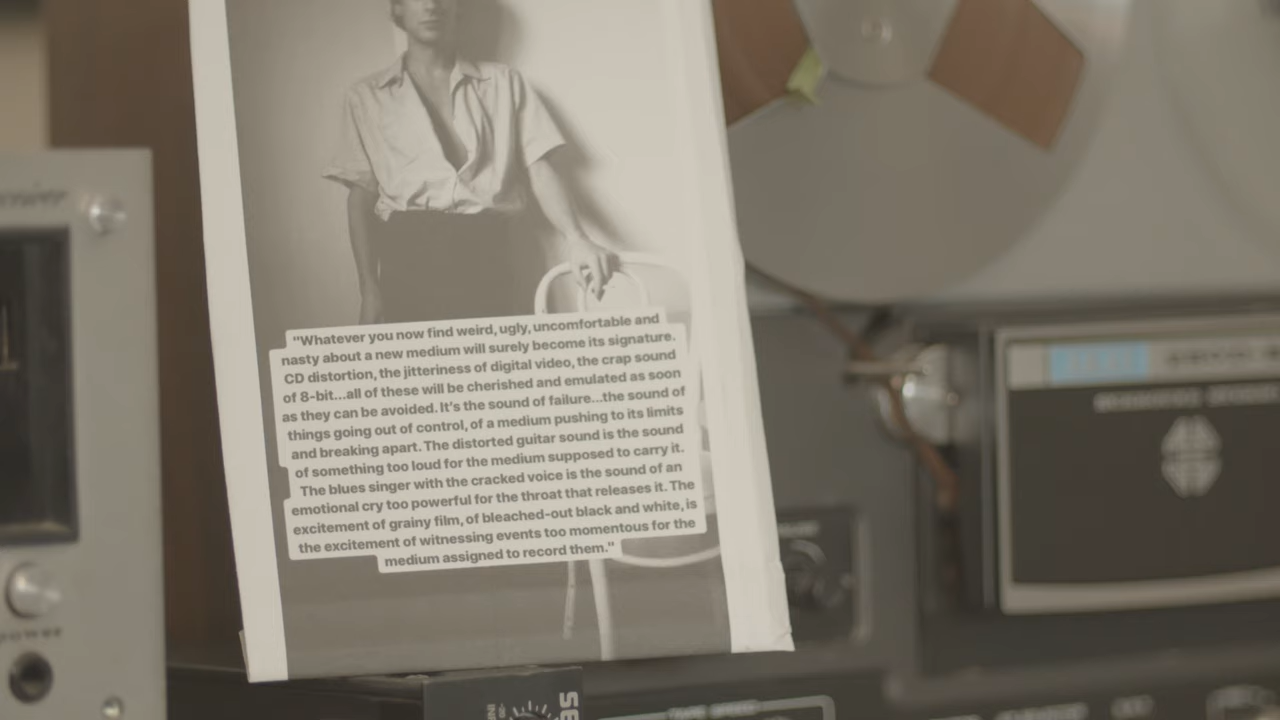 "Whatever you now find weird, ugly, uncomfortable and
nasty about a new medium will surely become its signature.
CD distortion, the jitteriness of digital video, the crap sound
of 8-bit...all of these will be cherished and emulated as soon
as they can be avoided. It's the sound of failure...the sound of
things going out of control, of a medium pushing to its limits
and breaking apart. The distorted guitar sound is the sound
of something too loud for the medium supposed to carry it.
The blues singer with the cracked voice is the sound of an
emotional cry too powerful for the throat that releases it. The
excitement of grainy film, of bleached-out black and white, is
the excitement of witnessing events too momentous for the
medium assigned to record them."
power
TAPE SPEED